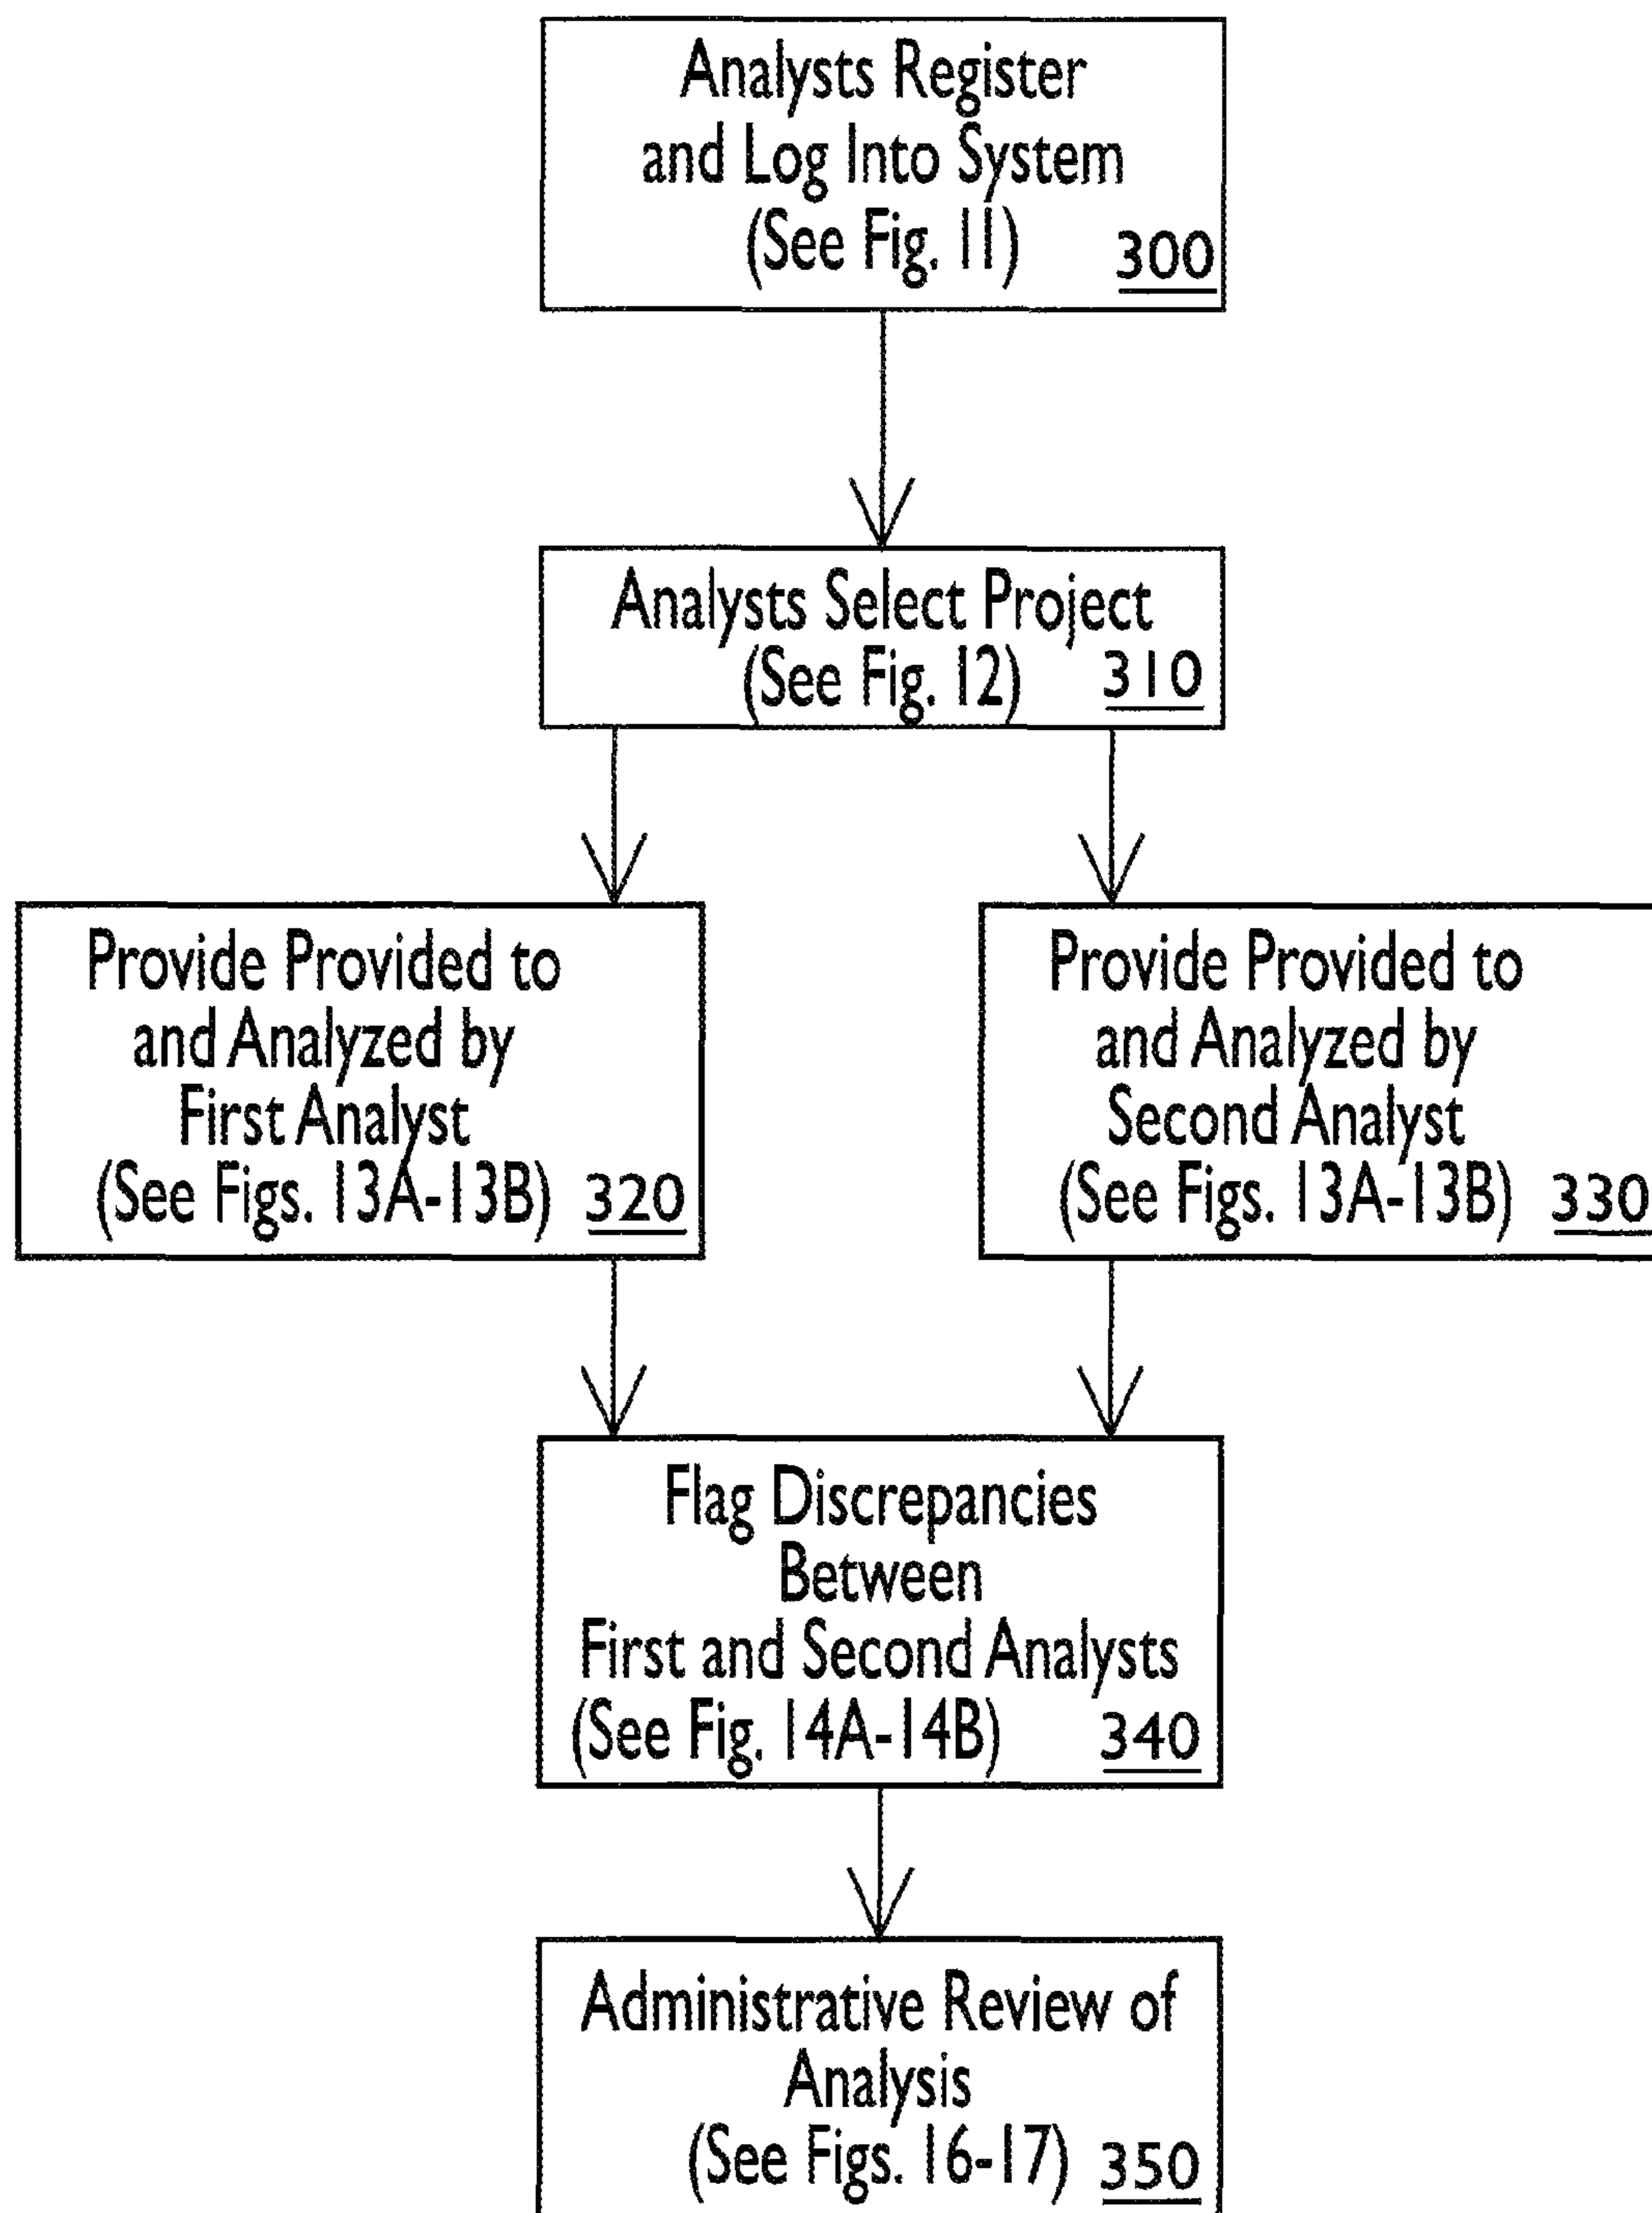 Analysts Register
and Log Into System
(See Fig. 11) 300
Analysts Select Project
(See Fig. 12) 310
Provide Provided to
and Analyzed by
First Analyst
(See Figs. 13A-13B) 320
Provide Provided to
and Analyzed by
Second Analyst
(See Figs. 13A-13B) 330
Flag Discrepancies
Between
First and Second Analysts
(See Fig. 14A-14B) 340
Administrative Review of
Analysis
(See Figs. 16-17) 350